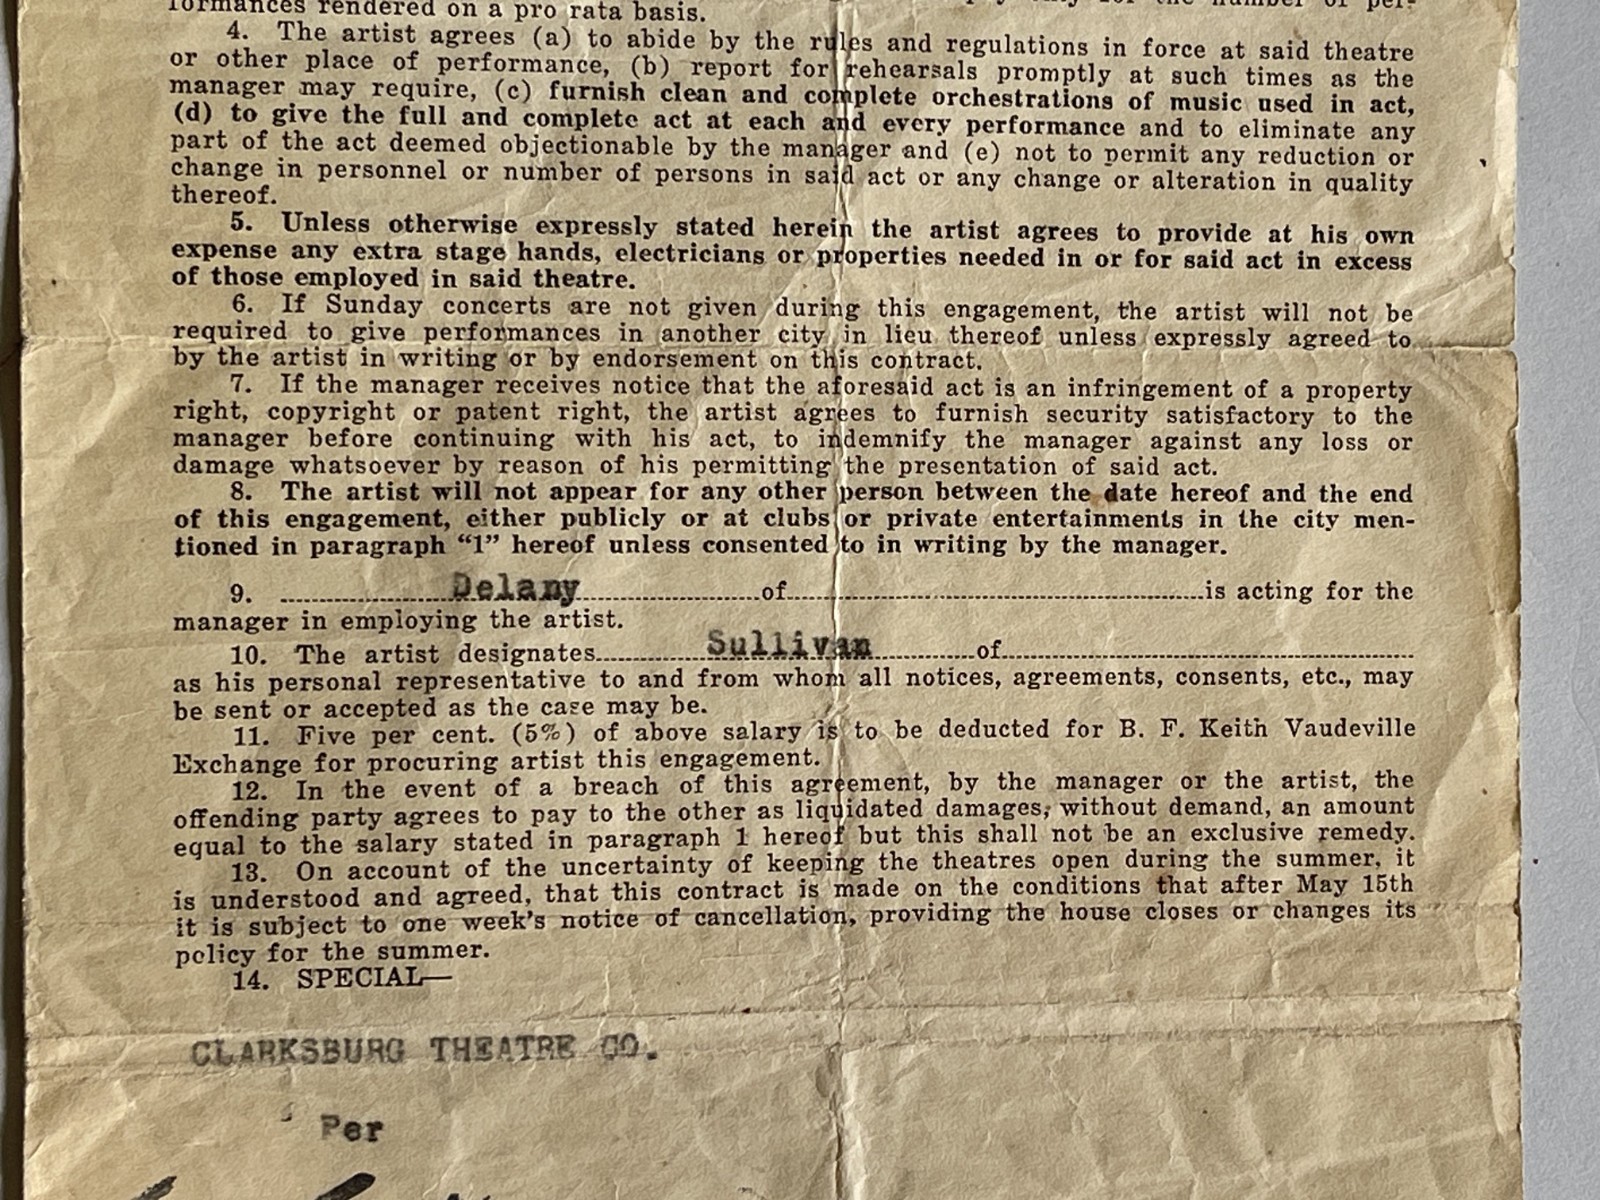 formances rendered on a pro rata basis.
4. The artist agrees (a) to abide by the rules and regulations in force at said theatre
or other place of performance, (b) report for rehearsals promptly at such times as the
manager may require, (c) furnish clean and complete orchestrations of music used in act,
(d) to give the full and complete act at each and every performance and to eliminate any
part of the act deemed objectionable by the manager and (e) not to permit any reduction or
change in personnel or number of persons in said act or any change or alteration in quality
thereof.
5. Unless otherwise expressly stated herein the artist agrees to provide at his own
expense any extra stage hands, electricians or properties needed in or for said act in excess
of those employed in said theatre.
6. If Sunday concerts are not given during this engagement, the artist will not be
required to give performances in another city in lieu thereof unless expressly agreed to
by the artist in writing or by endorsement on this contract.
7. If the manager receives notice that the aforesaid act is an infringement of a property
right, copyright or patent right, the artist agrees to furnish security satisfactory to the
manager before continuing with his act, to indemnify the manager against any loss or
damage whatsoever by reason of his permitting the presentation of said act.
8. The artist will not appear for any other person between the date hereof and the end
of this engagement, either publicly or at clubs or private entertainments in the city men-
tioned in paragraph “1” hereof unless consented to in writing by the manager.
9. Delany of is acting for the
manager in employing the artist.
10. The artist designates Sullivan of
as his personal representative to and from whom all notices, agreements, consents, etc., may
be sent or accepted as the case may be.
11. Five per cent. (5%) of above salary is to be deducted for B. F. Keith Vaudeville
Exchange for procuring artist this engagement.
12. In the event of a breach of this agreement, by the manager or the artist, the
offending party agrees to pay to the other as liquidated damages, without demand, an amount
equal to the salary stated in paragraph 1 hereof but this shall not be an exclusive remedy.
13. On account of the uncertainty of keeping the theatres open during the summer, it
is understood and agreed, that this contract is made on the conditions that after May 15th
it is subject to one week's notice of cancellation, providing the house closes or changes its
policy for the summer.
14. SPECIAL—
CLARKSBURG THEATRE CO.
Per